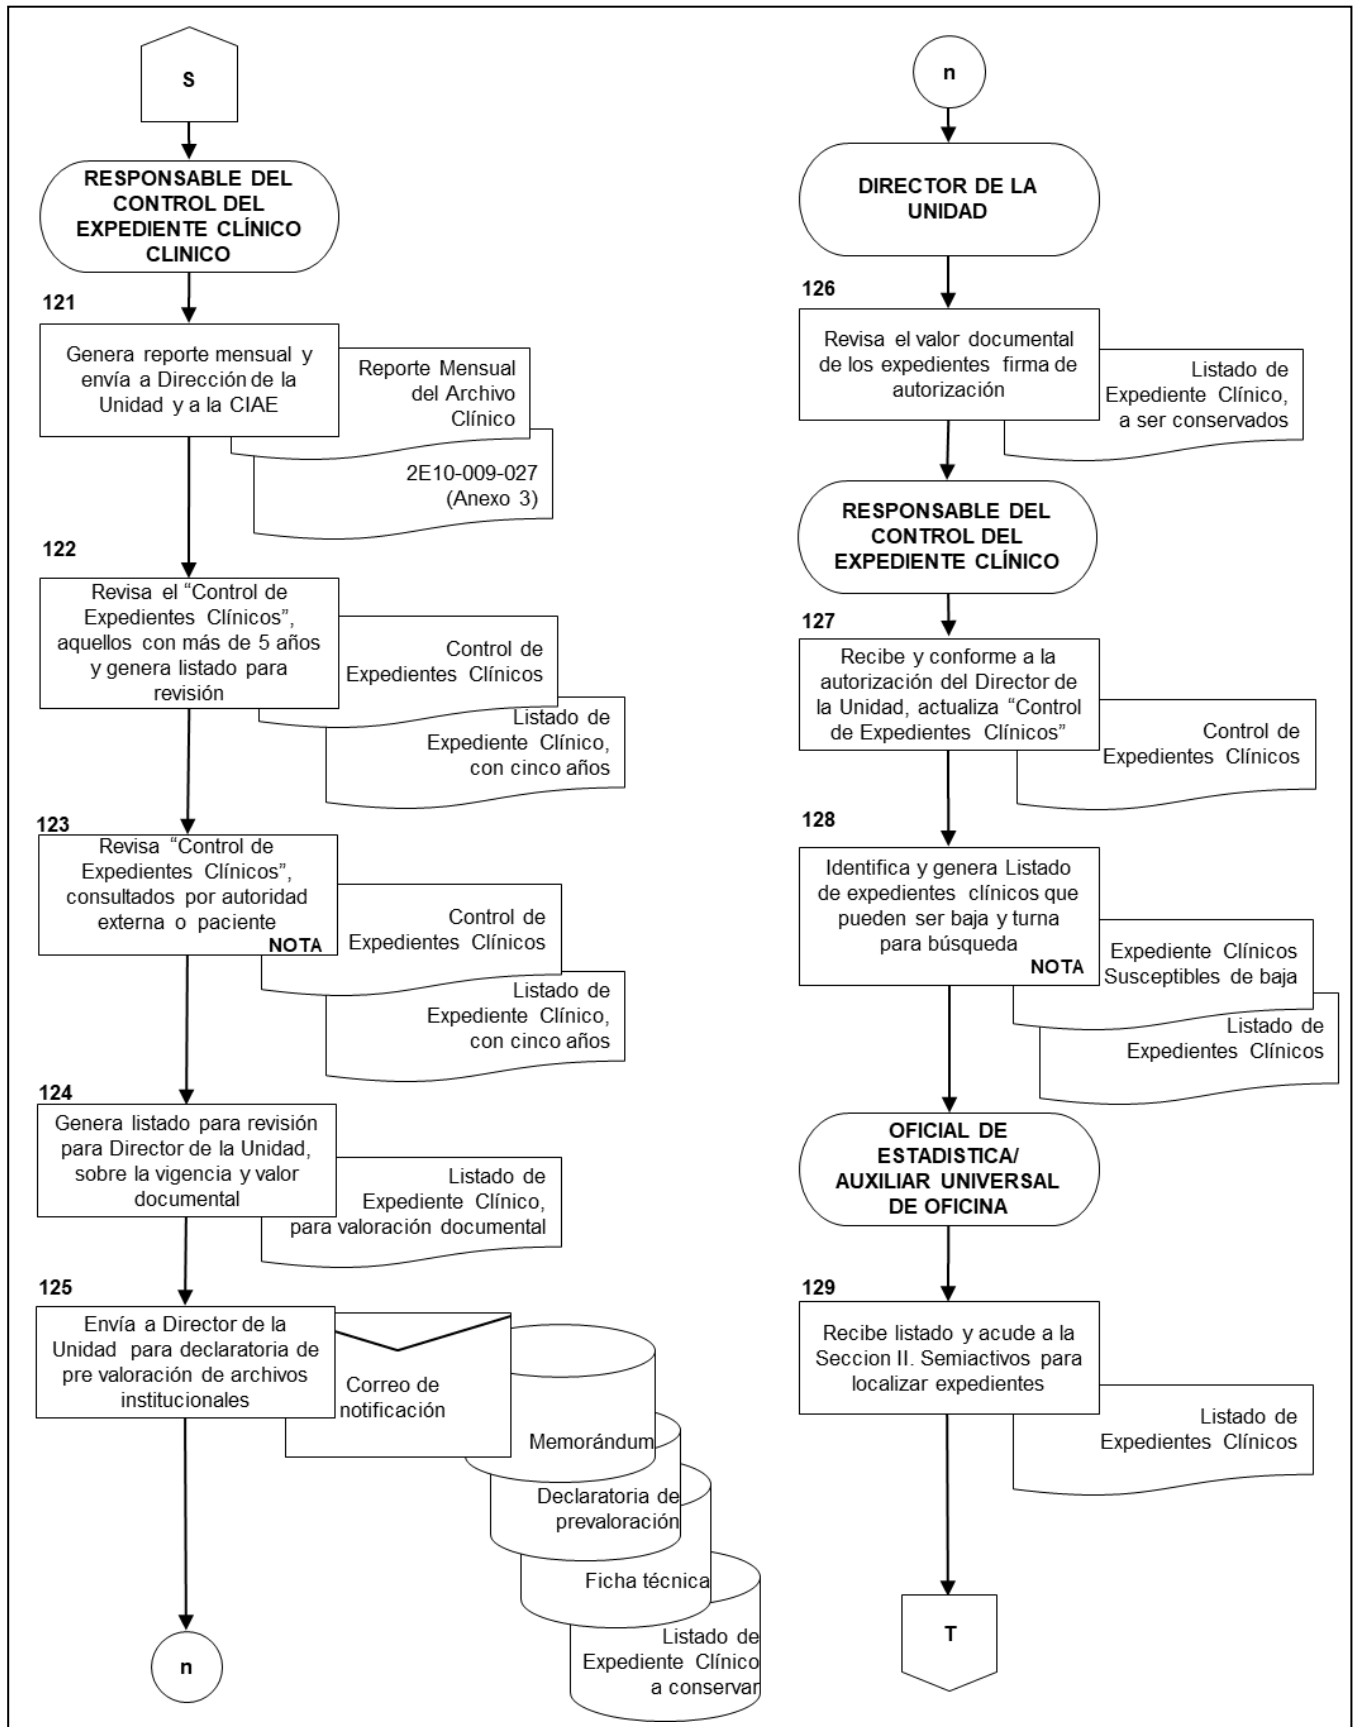 S
RESPONSABLE DEL
CONTROL DEL
EXPEDIENTE CLÍNICO
CLINICO
121
Genera reporte mensual y
envía a Dirección de la
Unidad y a la CIAE
Reporte Mensual
del Archivo
Clínico
2E10-009-027
(Anexo 3)
122
Revisa el “Control de
Expedientes Clínicos”,
aquellos con más de 5 años
y genera listado para
revisión
Control de
Expedientes Clínicos
Listado de
Expediente Clínico,
con cinco años
123
Revisa “Control de
Expedientes Clínicos”,
consultados por autoridad
externa o paciente
NOTA
Control de
Expedientes Clínicos
Listado de
Expediente Clínico,
con cinco años
124
Genera listado para revisión
para Director de la Unidad,
sobre la vigencia y valor
documental
Listado de
Expediente Clínico,
para valoración documental
125
Envía a Director de la
Unidad para declaratoria de
pre valoración de archivos
institucionales
Correo de
notificación
Memorándum
Declaratoria de
prevaloración
Ficha técnica
Listado de
Expediente Clínico
a conservar
n
n
DIRECTOR DE LA
UNIDAD
126
Revisa el valor documental
de los expedientes firma de
autorización
Listado de
Expediente Clínico,
a ser conservados
RESPONSABLE DEL
CONTROL DEL
EXPEDIENTE CLÍNICO
127
Recibe y conforme a la
autorización del Director de
la Unidad, actualiza “Control
de Expedientes Clínicos”
Control de
Expedientes Clínicos
128
Identifica y genera Listado
de expedientes clínicos que
pueden ser baja y turna
para búsqueda
NOTA
Expediente Clínicos
Susceptibles de baja
Listado de
Expedientes Clínicos
OFICIAL DE
ESTADISTICA/
AUXILIAR UNIVERSAL
DE OFICINA
129
Recibe listado y acude a la
Seccion II. Semiactivos para
localizar expedientes
Listado de
Expedientes Clínicos
T